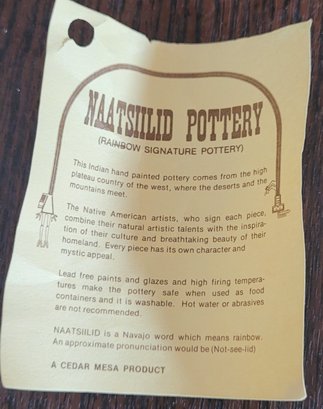 NAATSIILID POTTERY
(RAINBOW SIGNATURE POTTERY)
This Indian hand painted pottery comes from the high
plateau country of the west, where the deserts and the
mountains meet.
The Native American artists, who sign each piece,
combine their natural artistic talents with the inspira-
tion of their culture and breathtaking beauty of their
homeland. Every piece has its own character and
mystic appeal.
Lead free paints and glazes and high firing tempera-
tures make the pottery safe when used as food
containers and it is washable. Hot water or abrasives
are not recommended.
NAATSIILID is a Navajo word which means rainbow.
An approximate pronunciation would be (Not-see-lid)
A CEDAR MESA PRODUCT